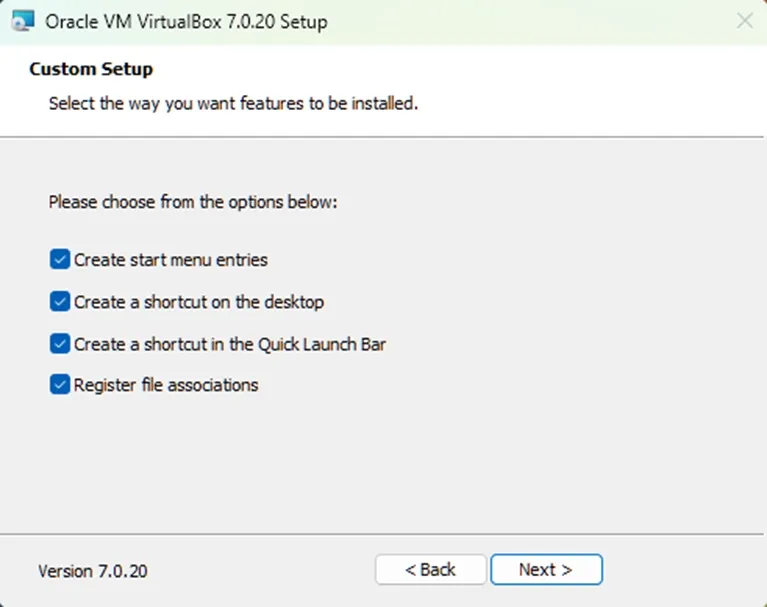 Oracle VM VirtualBox 7.0.20 Setup
Custom Setup
Select the way you want features to be installed.
Please choose from the options below:
Create start menu entries
Create a shortcut on the desktop
Create a shortcut in the Quick Launch Bar
Register file associations
Version 7.0.20
< Back
Next >